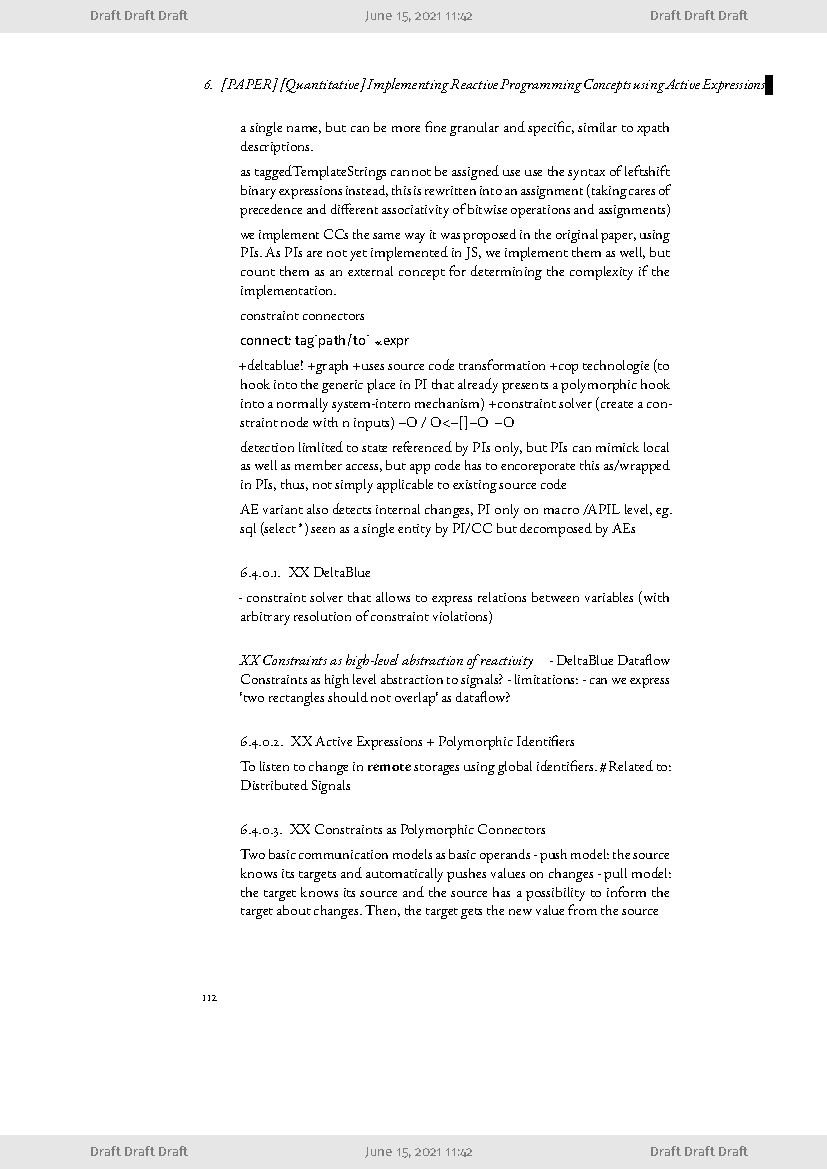 Draft Draft Draft June 15, 2021 11:42 Draft Draft Draft
6. [PAPER][Quantitative] Implementing Reactive Programming Concepts using Active Expressions
a single name, but can be more fine granular and specific, similar to xpath
descriptions.
as taggedTemplateStrings cannot be assigned use use the syntax of leftshift
binary expressions instead, this is rewritten into an assignment (taking cares of
precedence and different associativity of bitwise operations and assignments)
we implement CCs the same way it was proposed in the original paper, using
PIs. As PIs are not yet implemented in JS, we implement them as well, but
count them as an external concept for determining the complexity if the
implementation.
constraint connectors
connect: tag`path/to` «expr
+deltablue! +graph +uses source code transformation +cop technologie (to
hook into the generic place in PI that already presents a polymorphic hook
into a normally system-intern mechanism) +constraint solver (create a con-
straint node with n inputs) –O / O<–[]–O –O
detection limlited to state referenced by PIs only, but PIs can mimick local
as well as member access, but app code has to encoreporate this as/wrapped
in PIs, thus, not simply applicable to existing source code
AE variant also detects internal changes, PI only on macro /APIL level, eg.
sql (select *) seen as a single entity by PI/CC but decomposed by AEs
6.4.0.1. XX DeltaBlue
- constraint solver that allows to express relations between variables (with
arbitrary resolution of constraint violations)
XX Constraints as high-level abstraction of reactivity - DeltaBlue Dataflow
Constraints as high level abstraction to signals? - limitations: - can we express
'two rectangles should not overlap' as dataflow?
6.4.0.2. XX Active Expressions + Polymorphic Identifiers
To listen to change in remote storages using global identifiers. # Related to:
Distributed Signals
6.4.0.3. XX Constraints as Polymorphic Connectors
Two basic communication models as basic operands - push model: the source
knows its targets and automatically pushes values on changes - pull model:
the target knows its source and the source has a possibility to inform the
target about changes. Then, the target gets the new value from the source
112
Draft Draft Draft June 15, 2021 11:42 Draft Draft Draft